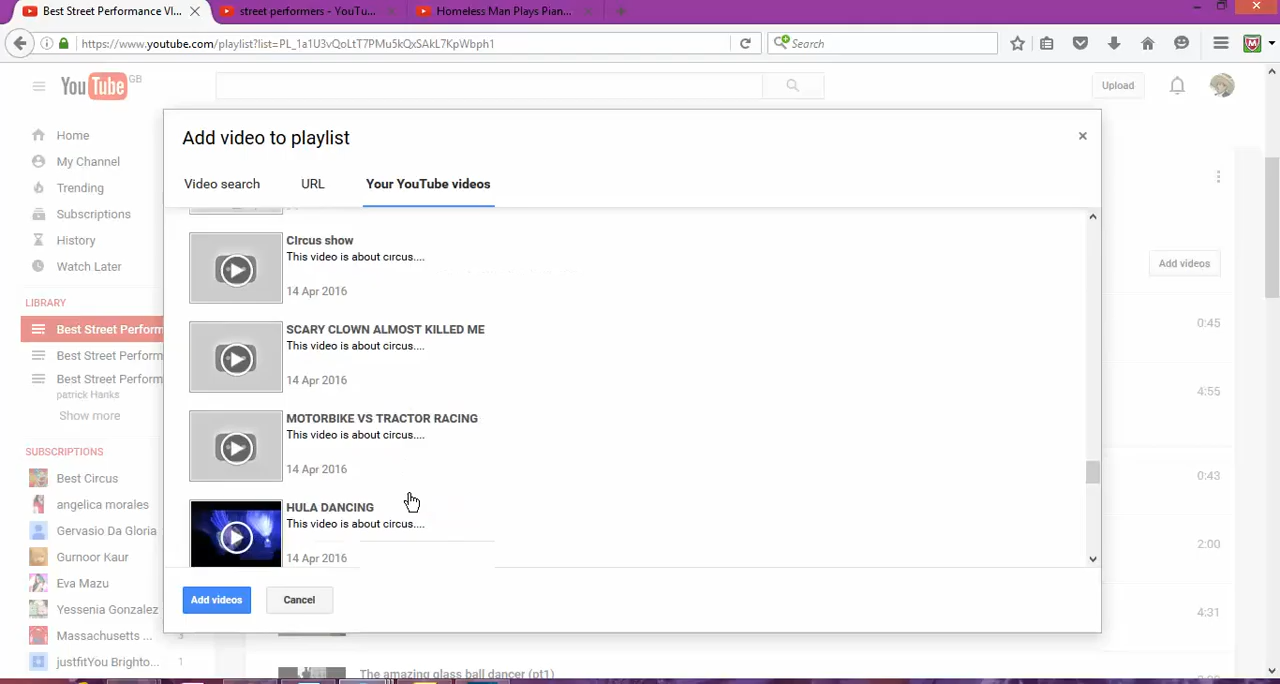 Best Street Performance VI...
street performers - YouTu...
Homeless Man Plays Pian...
https://www.youtube.com/playlist?list=PL_1a1U3vQoLtT7PMu5kQxSAkL7KpWbph1
Search
YouTube GB
Upload
Home
My Channel
Trending
Subscriptions
History
Watch Later
LIBRARY
Best Street Perform
Best Street Perform
Best Street Perform
patrick Hanks
Show more
SUBSCRIPTIONS
Best Circus
angelica morales
Gervasio Da Gloria
Gurnoor Kaur
Eva Mazu
Yessenia Gonzalez
Massachusetts ... 3
justfitYou Brighto... 1
Add video to playlist
Video search
URL
Your YouTube videos
CIrcus show
This video is about circus....
14 Apr 2016
SCARY CLOWN ALMOST KILLED ME
This video is about circus....
14 Apr 2016
MOTORBIKE VS TRACTOR RACING
This video is about circus....
14 Apr 2016
HULA DANCING
This video is about circus....
14 Apr 2016
Add videos
Cancel
Add videos
0:45
4:55
0:43
2:00
4:31
The amazing glass ball dancer (pt1)